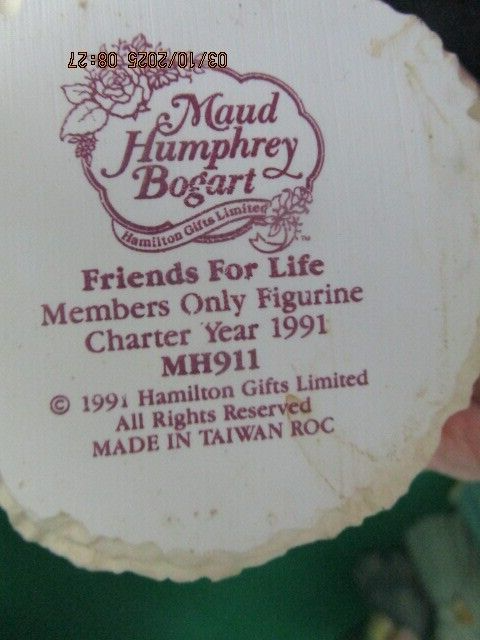 03/10/2025 08:27
Maud
Humphrey
Bogart
Hamilton Gifts Limited
™
Friends For Life
Members Only Figurine
Charter Year 1991
MH911
© 1991 Hamilton Gifts Limited
All Rights Reserved
MADE IN TAIWAN ROC